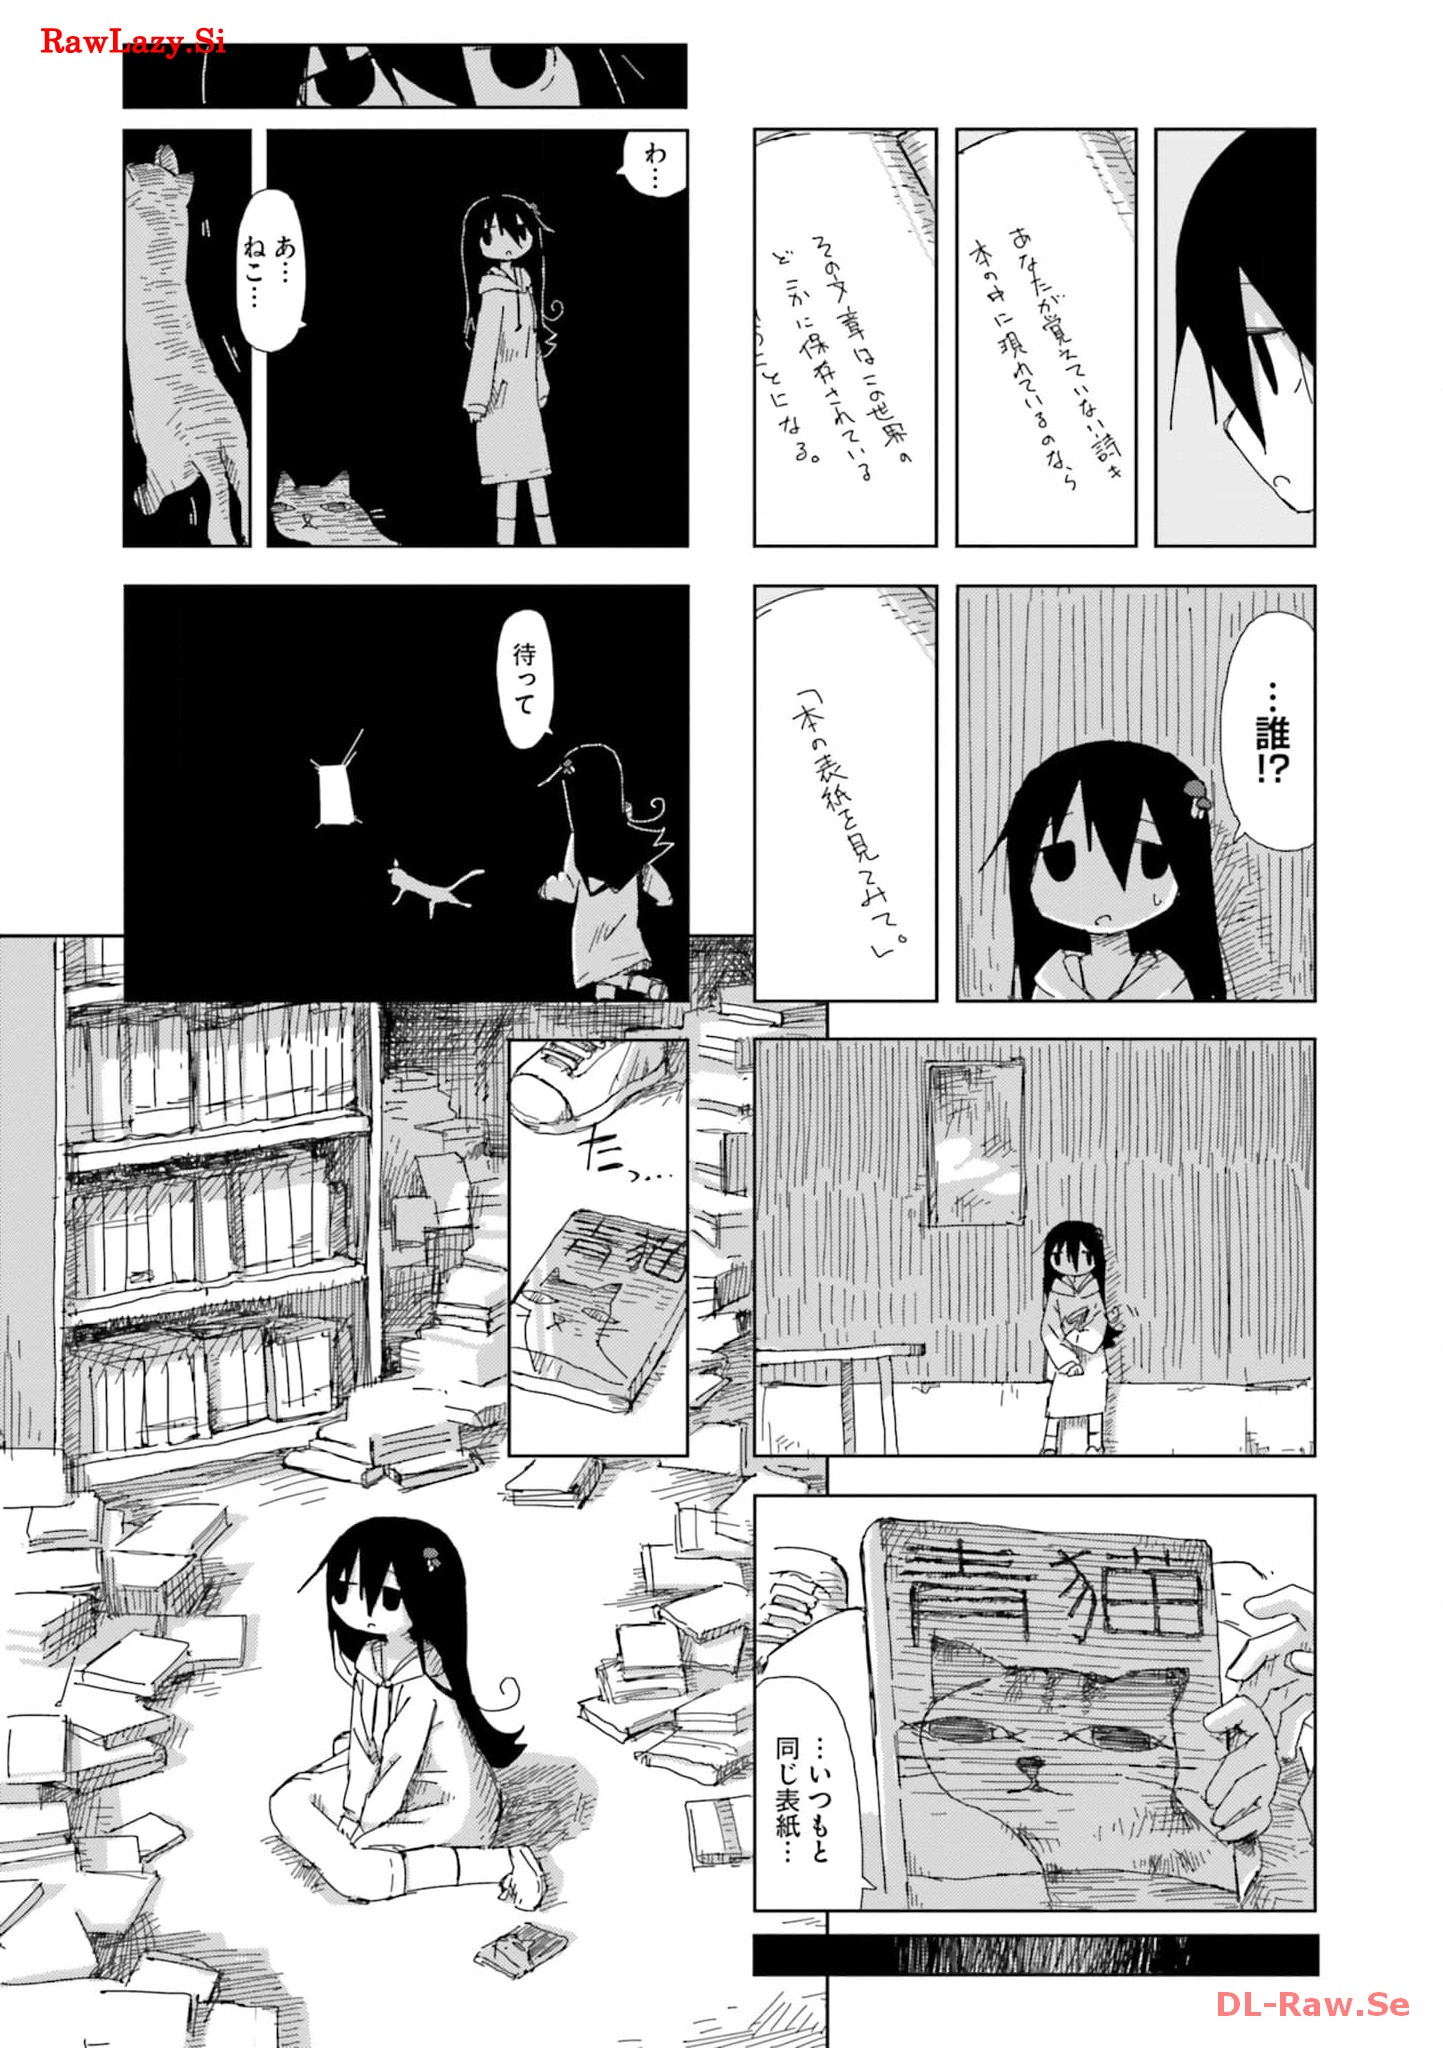 RawLazy.Si
あなたが覚えていない詩き
本の中に現れているのなら
その文章はこの世界の
どこかに保存されている
ことになる。
…誰!?
「本の表紙を見てみて。」
青猫
…いつもと
同じ表紙…
わ…
あ…
ねこ…
待って
たっ…
青猫
DL-Raw.Se